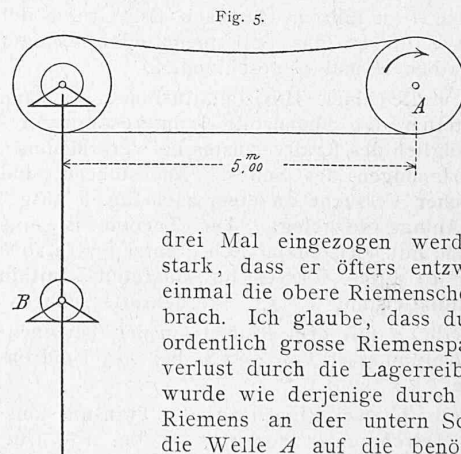 Fig. 5.
A
5,00 m
B
drei Mal eingezogen werd
stark, dass er öfters entzw
einmal die obere Riemensche
brach. Ich glaube, dass du
ordentlich grosse Riemenspa
verlust durch die Lagerreib
wurde wie derjenige durch
Riemens an der untern Sc
die Welle A auf die benö